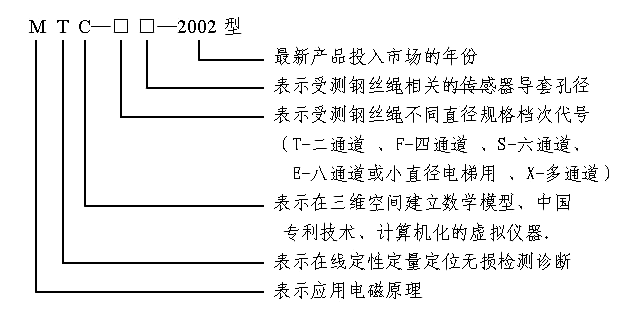 M T C—□ □—2002 型
最新产品投入市场的年份
表示受测钢丝绳相关的传感器导套孔径
表示受测钢丝绳不同直径规格档次代号
（T-二通道 、F-四通道 、S-六通道、
E-八通道或小直径电梯用 、X-多通道）
表示在三维空间建立数学模型、中国
专利技术、计算机化的虚拟仪器.
表示在线定性定量定位无损检测诊断
表示应用电磁原理